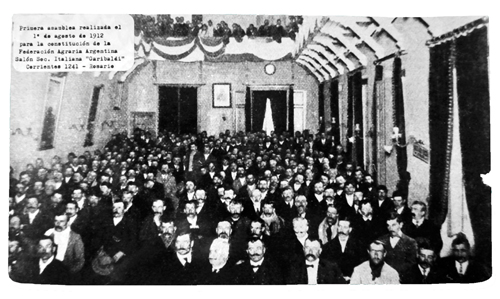 Primera asamblea realizada el
1º de agosto de 1912
para la constitución de la
Federación Agraria Argentina
Salón Soc. Italiana "Garibaldi"
Corrientes 1241 - Rosario